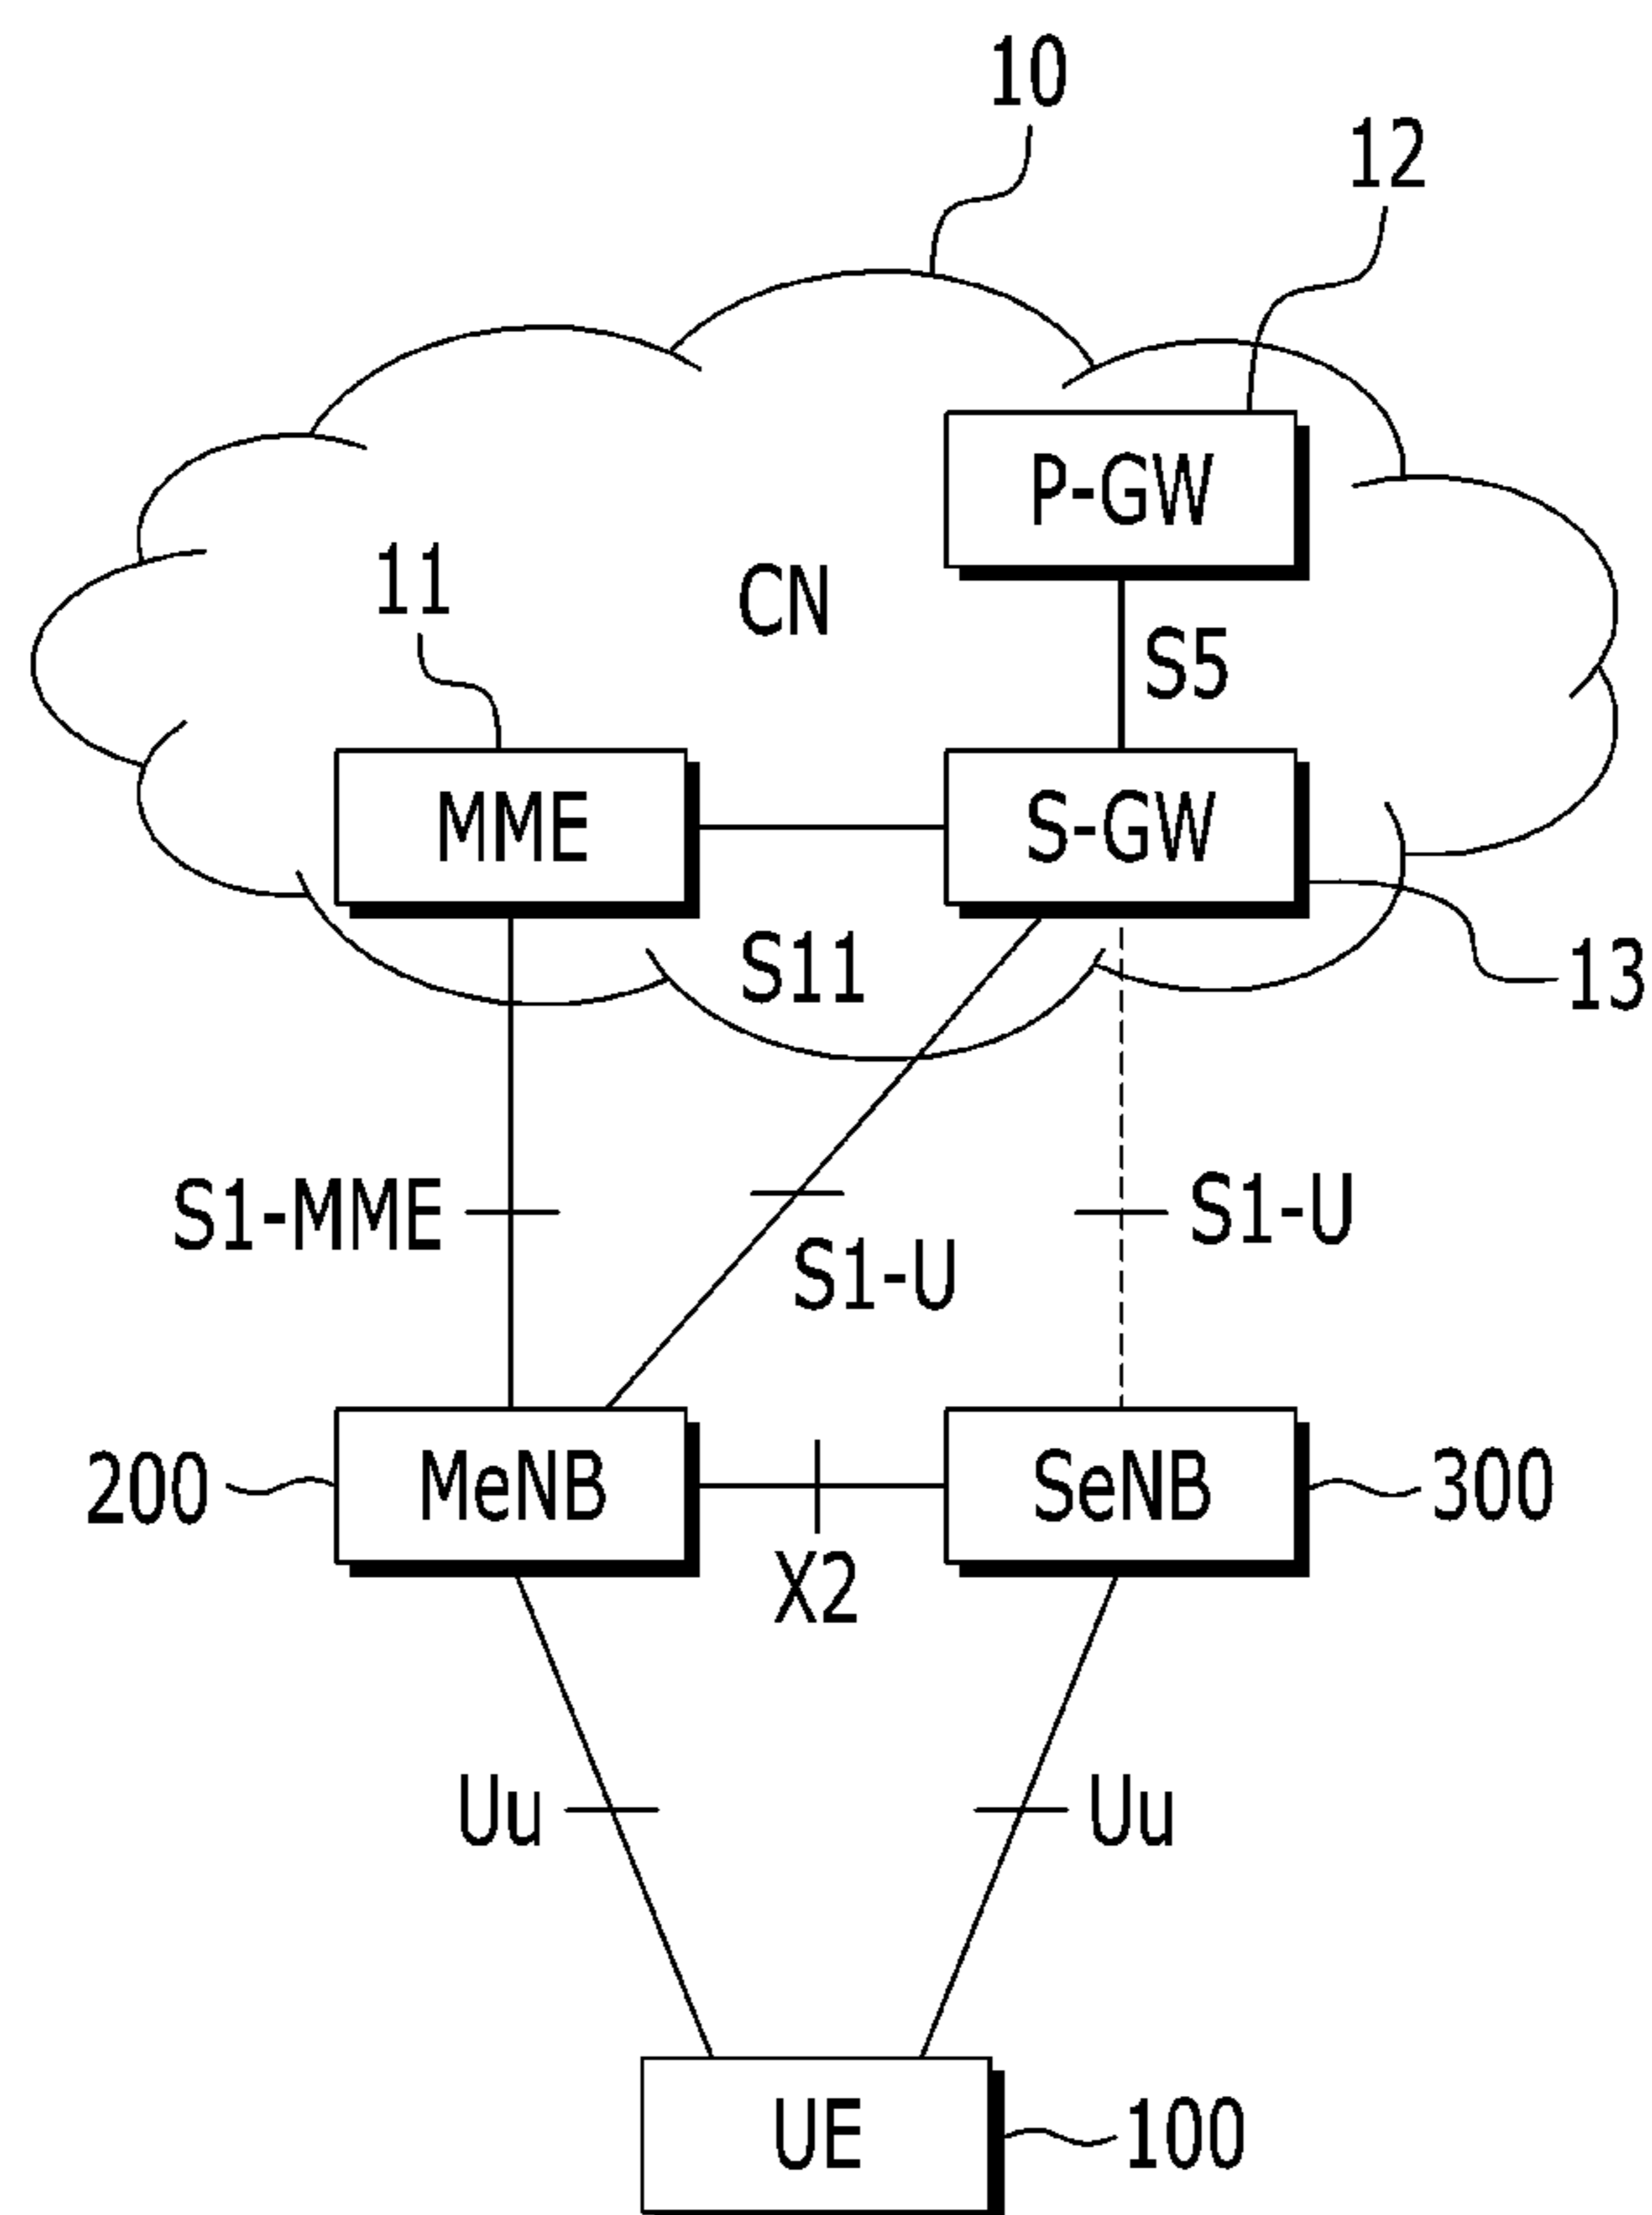 10
12
P-GW
11
CN
S5
MME
S-GW
S11
13
S1-MME
S1-U
S1-U
200
MeNB
SeNB
300
X2
Uu
Uu
UE
100